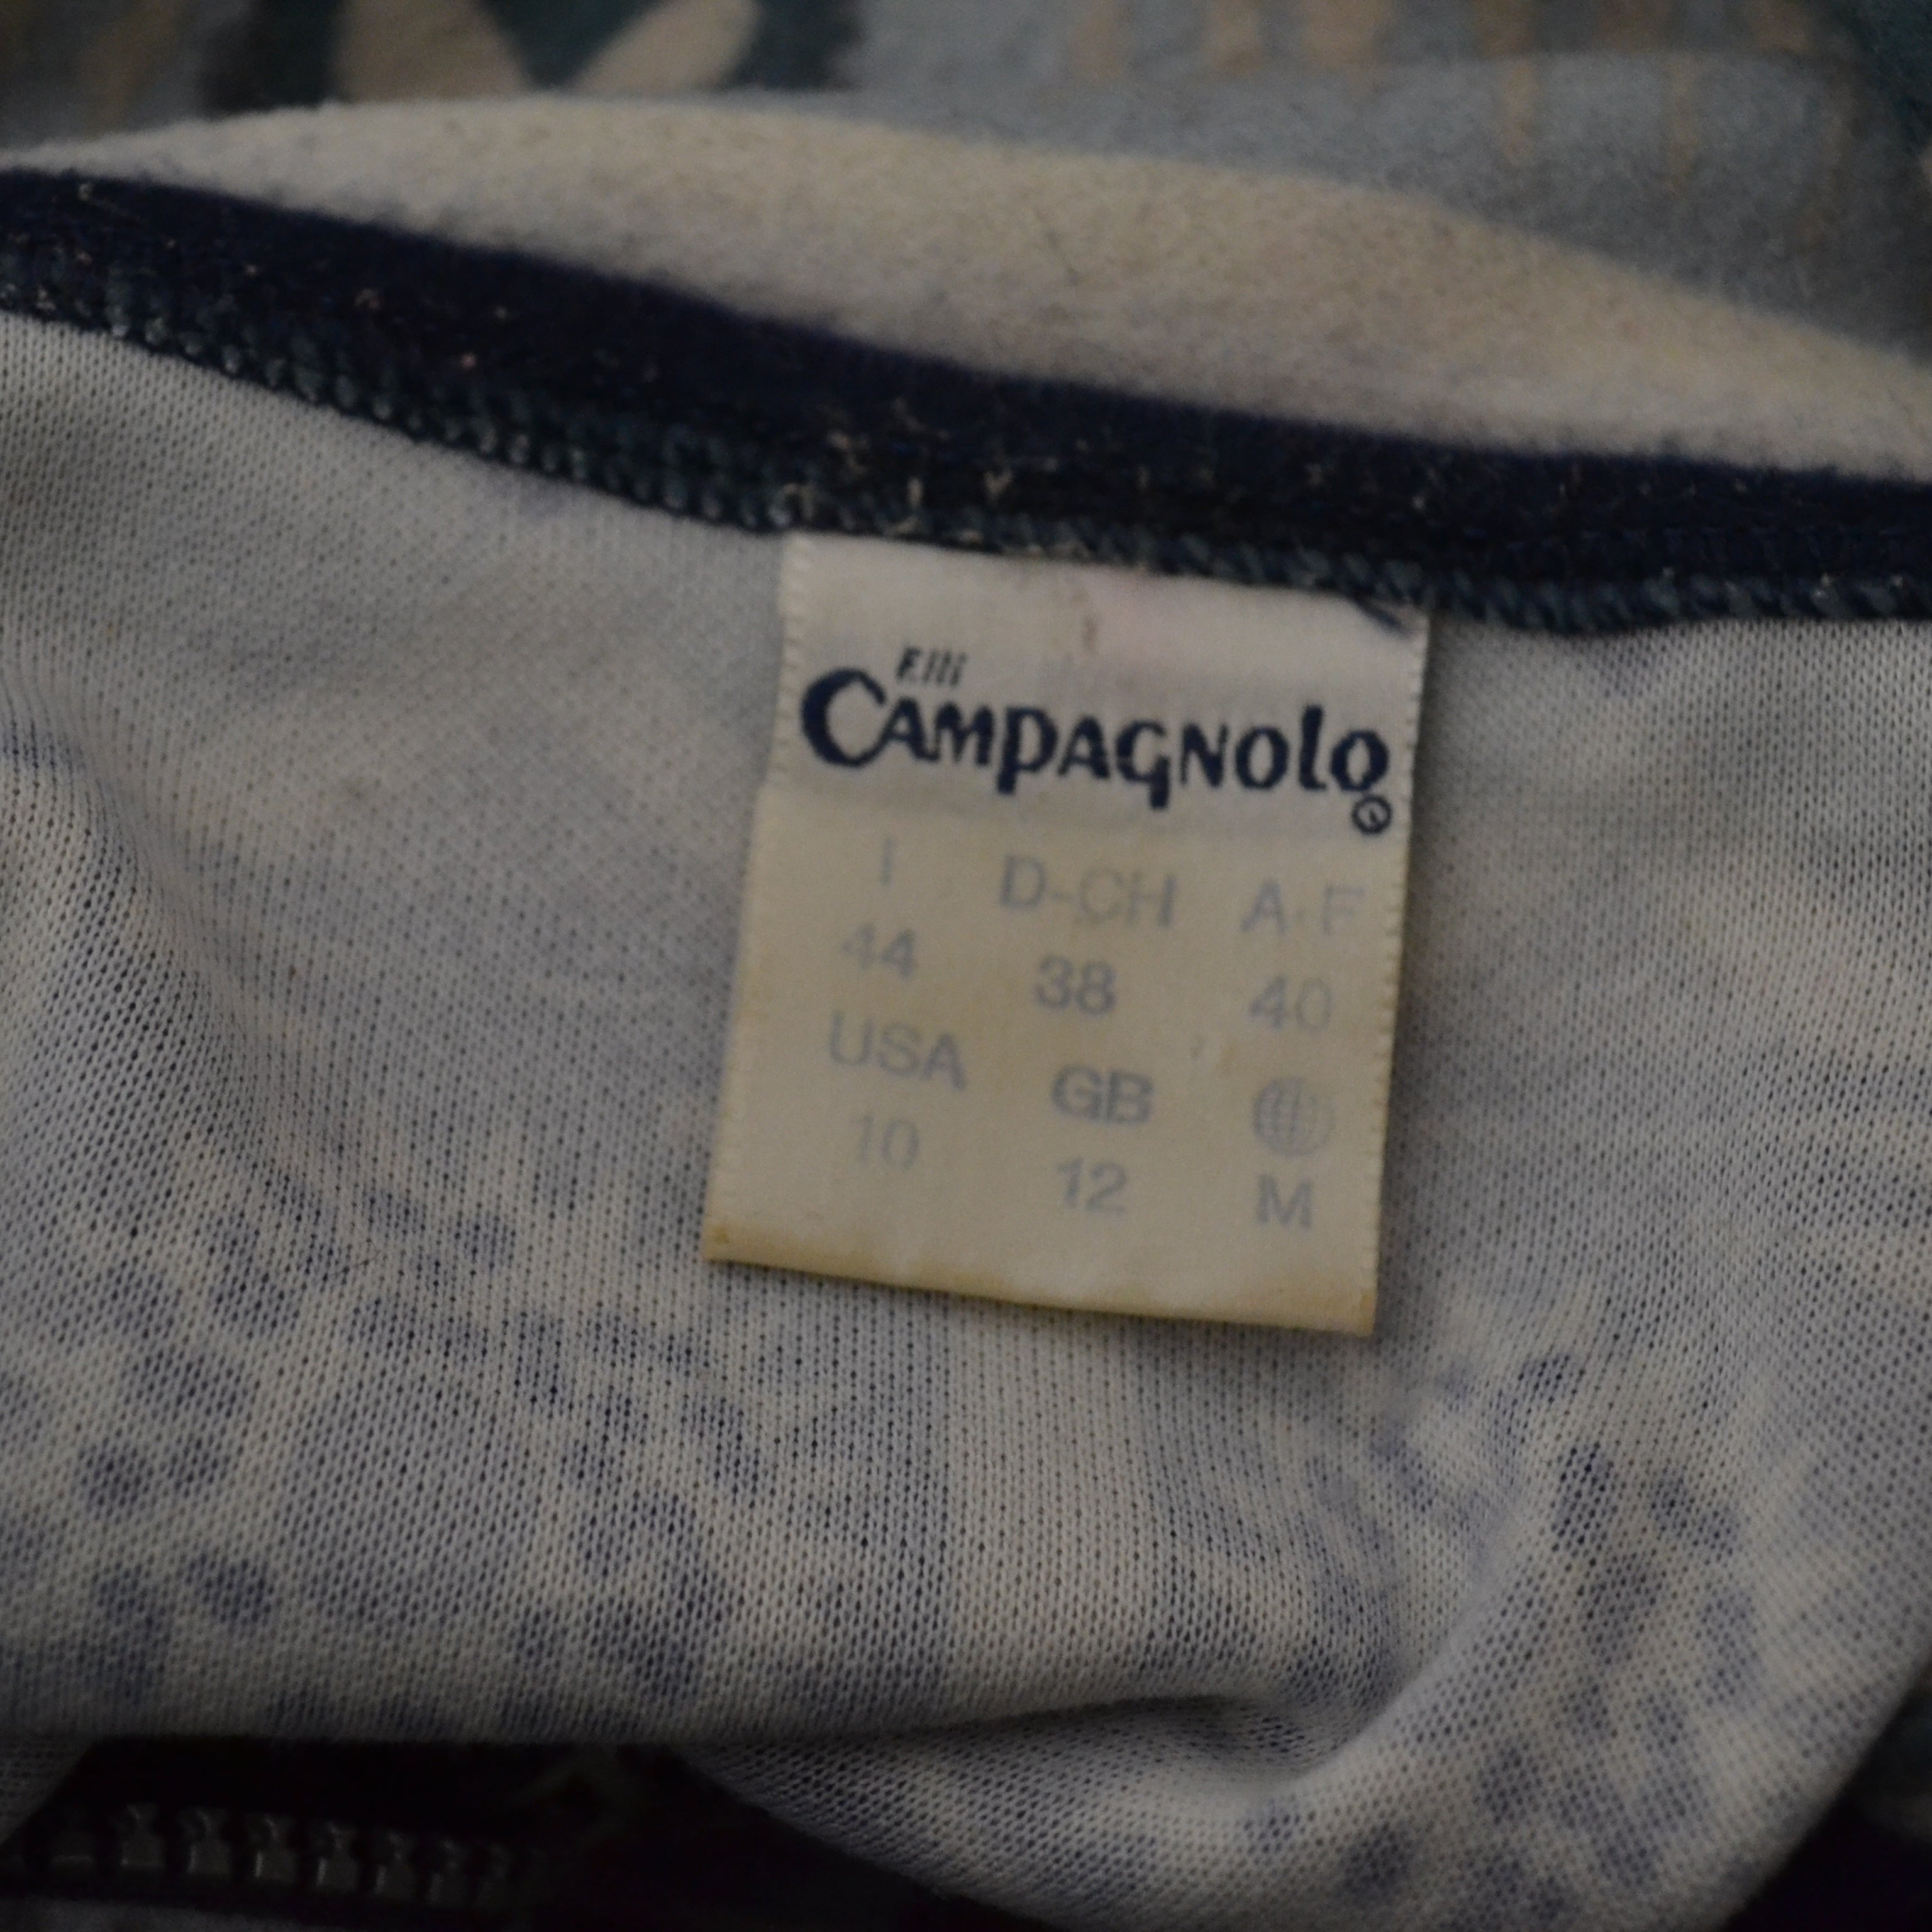 F.lli
CAMPAGNOLO
I D-CH A-F
44 38 40
USA GB
10 12 M